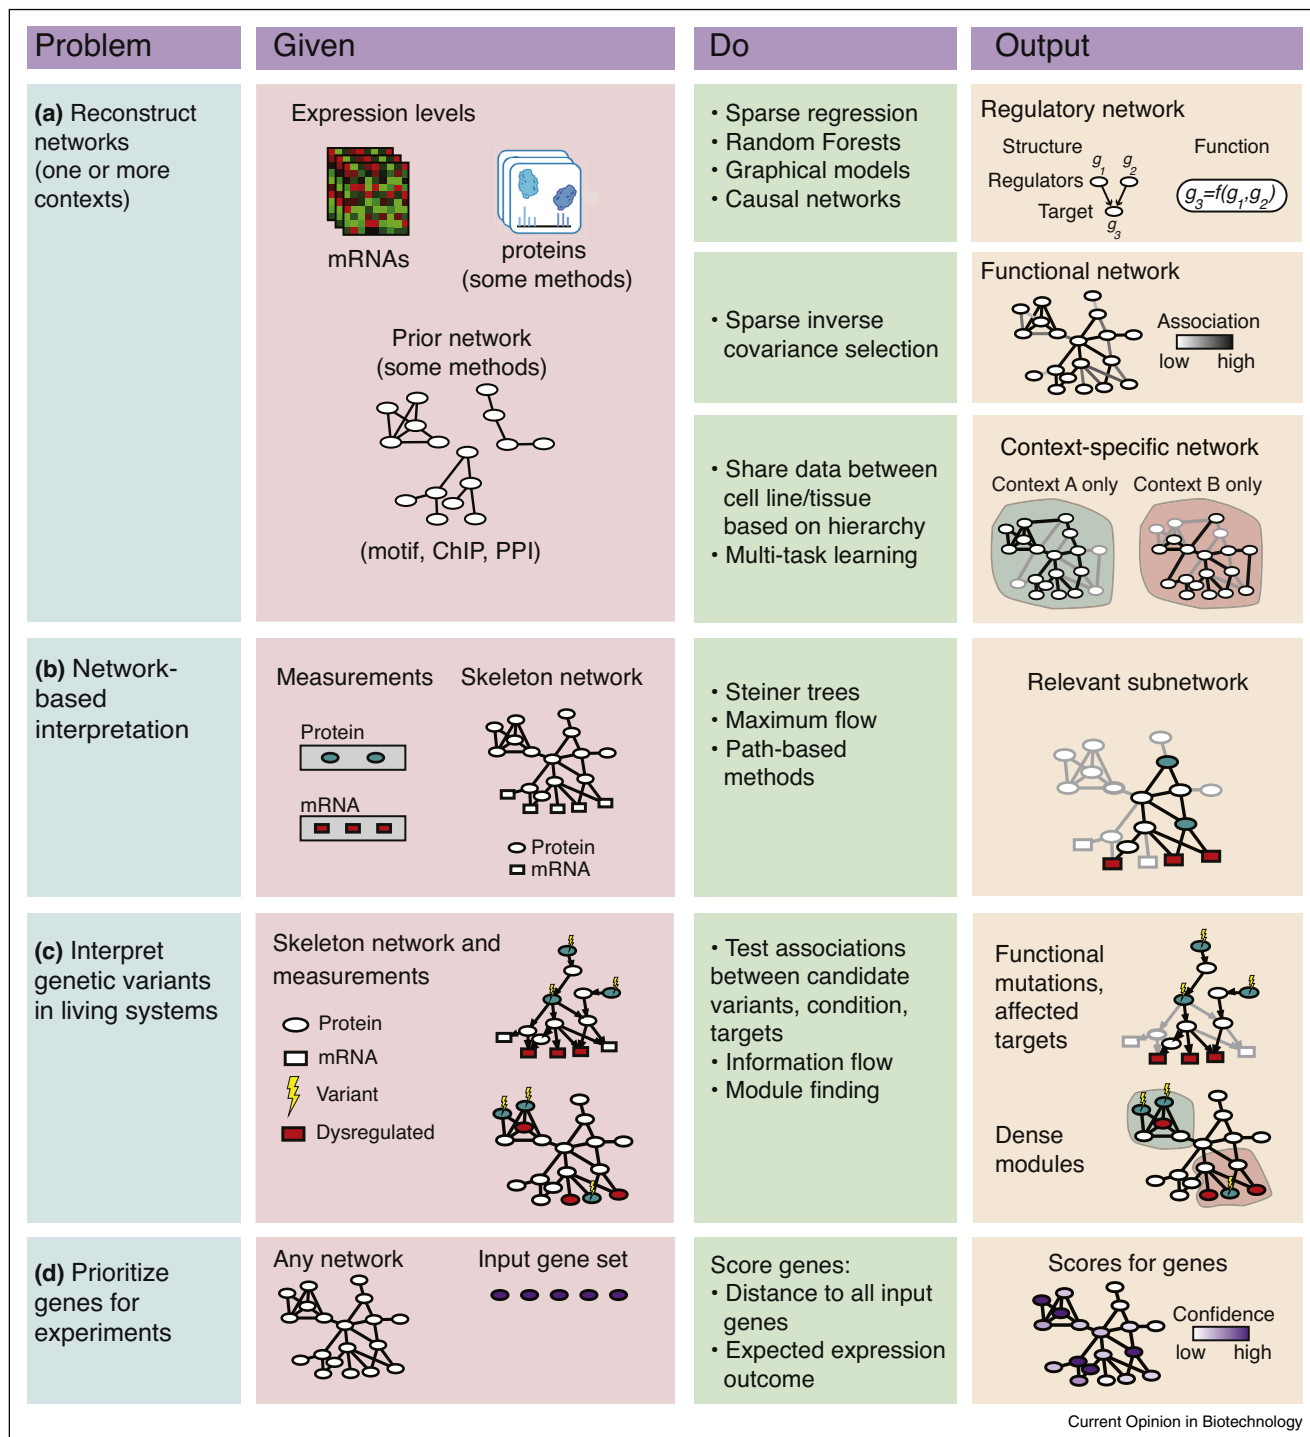 Problem
Given
Do
Output
(a) Reconstruct
networks
(one or more
contexts)
Expression levels
mRNAs
proteins
(some methods)
Prior network
(some methods)
(motif, ChIP, PPI)
• Sparse regression
• Random Forests
• Graphical models
• Causal networks
Regulatory network
Structure
Function
g1
g2
Regulators
g3=f(g1,g2)
Target
g3
• Sparse inverse
covariance selection
Functional network
Association
low high
• Share data between
cell line/tissue
based on hierarchy
• Multi-task learning
Context-specific network
Context A only
Context B only
(b) Network-
based
interpretation
Measurements
Protein
mRNA
Skeleton network
Protein
mRNA
• Steiner trees
• Maximum flow
• Path-based
methods
Relevant subnetwork
(c) Interpret
genetic variants
in living systems
Skeleton network and
measurements
Protein
mRNA
Variant
Dysregulated
• Test associations
between candidate
variants, condition,
targets
• Information flow
• Module finding
Functional
mutations,
affected
targets
Dense
modules
(d) Prioritize
genes for
experiments
Any network
Input gene set
Score genes:
• Distance to all input
genes
• Expected expression
outcome
Scores for genes
Confidence
low high
Current Opinion in Biotechnology